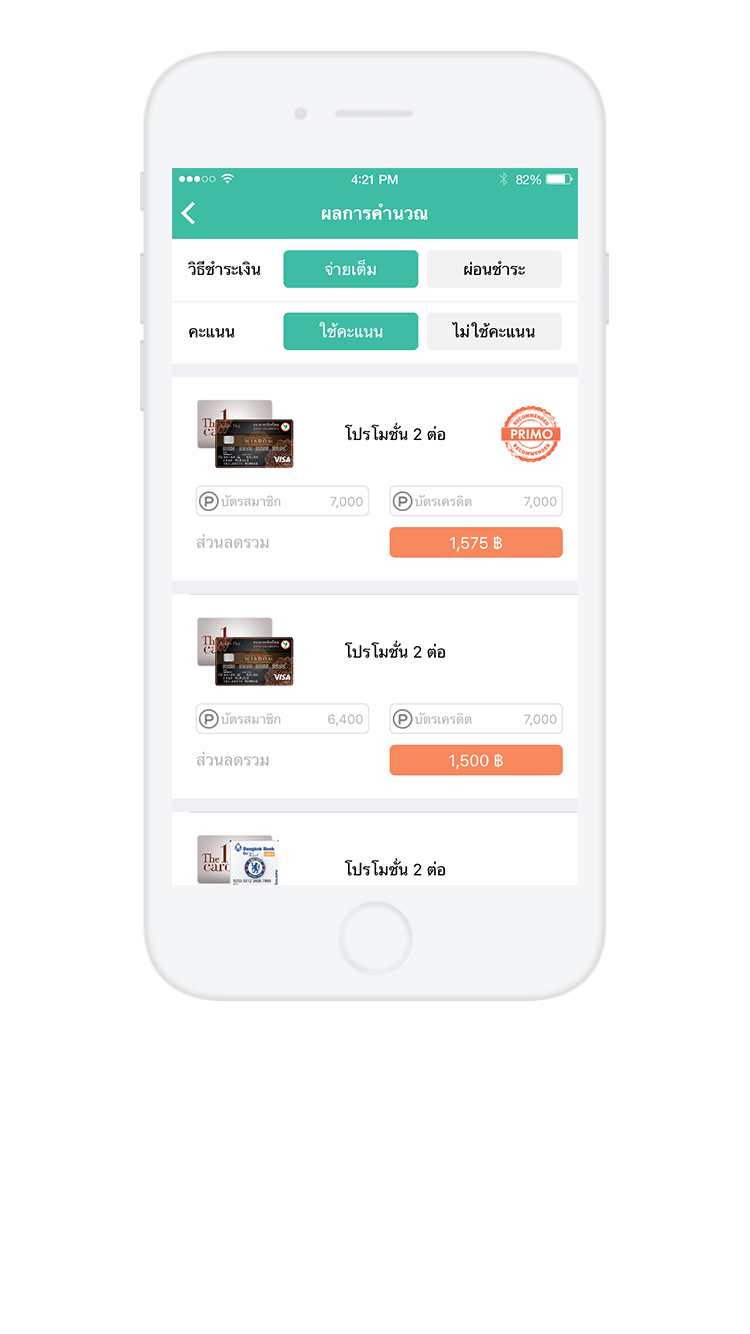 4:21 PM 82%
ผลการคำนวณ
วิธีชำระเงิน จ่ายเต็ม ผ่อนชำระ
คะแนน ใช้คะแนน ไม่ใช้คะแนน
The 1
WISDOM
VISA
โปรโมชั่น 2 ต่อ
RECOMMENDED
PRIMO
RECOMMENDED
P บัตรสมาชิก 7,000 P บัตรเครดิต 7,000
ส่วนลดรวม 1,575 ฿
The 1
WISDOM
VISA
โปรโมชั่น 2 ต่อ
P บัตรสมาชิก 6,400 P บัตรเครดิต 7,000
ส่วนลดรวม 1,500 ฿
The 1
card
Bangkok Bank
โปรโมชั่น 2 ต่อ